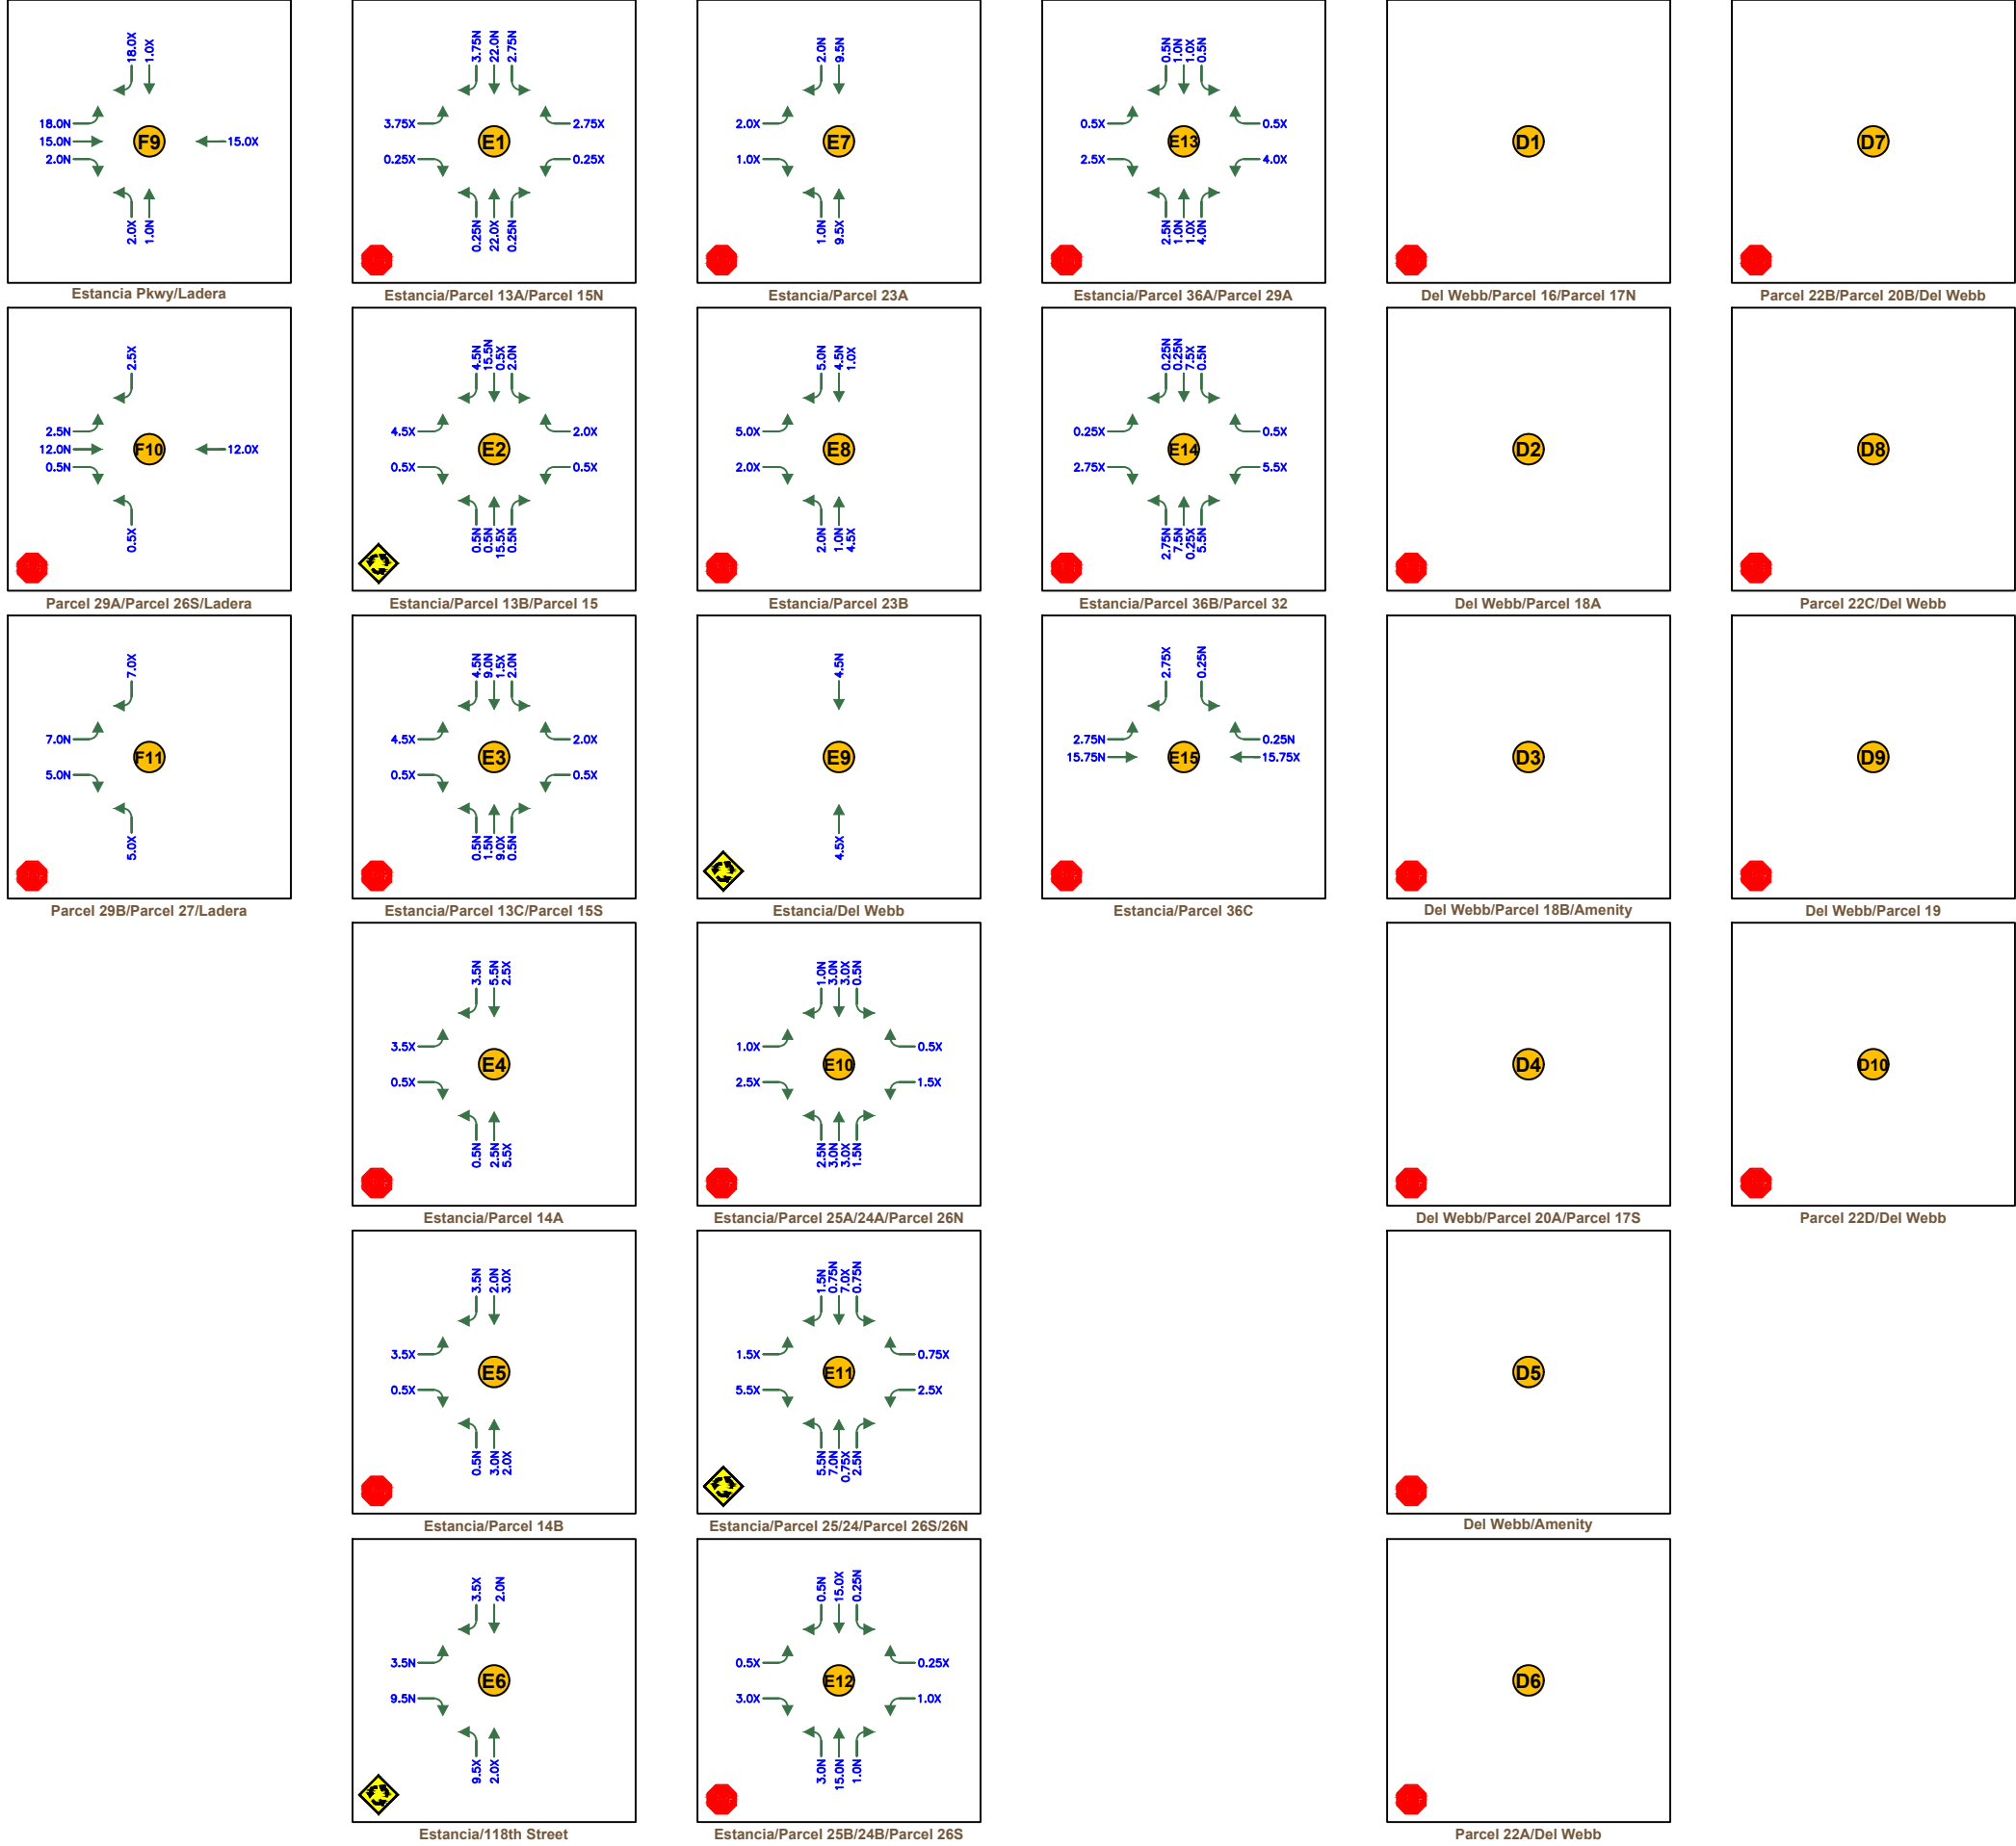 18.0X
1.0X
18.0N
15.0N
2.0N
F9
15.0X
2.0X
1.0N
Estancia Pkwy/Ladera
3.75N
22.0N
2.75N
3.75X
0.25X
E1
2.75X
0.25X
0.25N
22.0X
0.25N
Estancia/Parcel 13A/Parcel 15N
2.0N
9.5N
2.0X
1.0X
E7
1.0N
9.5X
Estancia/Parcel 23A
0.5N
1.0N
1.0X
0.5N
0.5X
2.5X
E13
0.5X
4.0X
2.5N
1.0N
1.0X
4.0N
Estancia/Parcel 36A/Parcel 29A
D1
Del Webb/Parcel 16/Parcel 17N
D7
Parcel 22B/Parcel 20B/Del Webb
2.5X
2.5N
12.0N
0.5N
F10
12.0X
0.5X
Parcel 29A/Parcel 26S/Ladera
4.5N
15.5N
0.5X
2.0N
4.5X
0.5X
E2
2.0X
0.5X
0.5N
0.5N
15.5X
0.5N
Estancia/Parcel 13B/Parcel 15
5.0N
4.5N
1.0X
5.0X
2.0X
E8
2.0N
1.0N
4.5X
Estancia/Parcel 23B
0.25N
0.25N
7.5X
0.5N
0.25X
2.75X
E14
0.5X
5.5X
2.75N
7.5N
0.25X
5.5N
Estancia/Parcel 36B/Parcel 32
D2
Del Webb/Parcel 18A
D8
Parcel 22C/Del Webb
7.0X
7.0N
5.0N
F11
5.0X
Parcel 29B/Parcel 27/Ladera
4.5N
9.0N
1.5X
2.0N
4.5X
0.5X
E3
2.0X
0.5X
0.5N
1.5N
9.0X
0.5N
Estancia/Parcel 13C/Parcel 15S
4.5N
E9
4.5X
Estancia/Del Webb
2.75X
0.25N
2.75N
15.75N
E15
0.25N
15.75X
Estancia/Parcel 36C
D3
Del Webb/Parcel 18B/Amenity
D9
Del Webb/Parcel 19
3.5N
5.5N
2.5X
3.5X
0.5X
E4
0.5N
2.5N
5.5X
Estancia/Parcel 14A
1.0N
3.0N
3.0X
0.5N
1.0X
2.5X
E10
0.5X
1.5X
2.5N
3.0N
3.0X
1.5N
Estancia/Parcel 25A/24A/Parcel 26N
D4
Del Webb/Parcel 20A/Parcel 17S
D10
Parcel 22D/Del Webb
3.5N
2.0N
3.0X
3.5X
0.5X
E5
0.5N
3.0N
2.0X
Estancia/Parcel 14B
1.5N
0.75N
7.0X
0.75N
1.5X
5.5X
E11
0.75X
2.5X
5.5N
7.0N
0.75X
2.5N
Estancia/Parcel 25/24/Parcel 26S/26N
D5
Del Webb/Amenity
3.5X
2.0N
3.5N
9.5N
E6
9.5X
2.0X
Estancia/118th Street
0.5N
15.0X
0.25N
0.5X
3.0X
E12
0.25X
1.0X
3.0N
15.0N
1.0N
Estancia/Parcel 25B/24B/Parcel 26S
D6
Parcel 22A/Del Webb